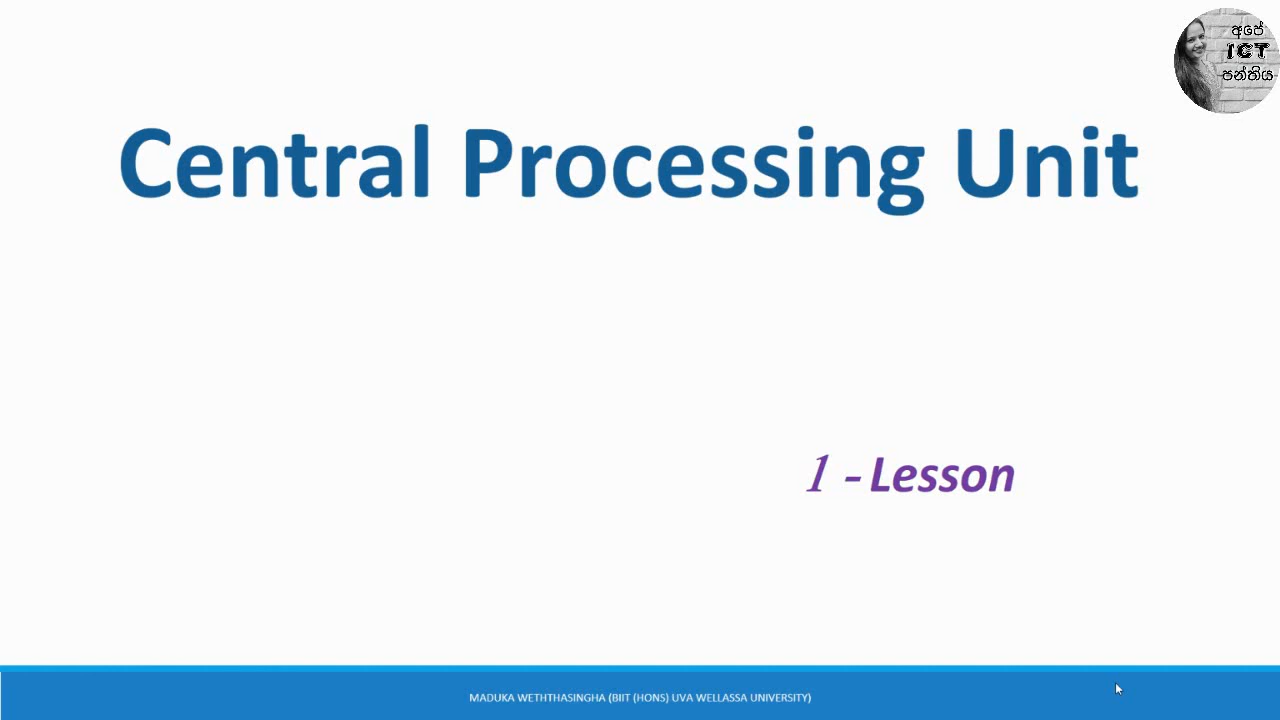 අපේ
ICT
පන්තිය
Central Processing Unit
1 - Lesson
MADUKA WETHTHASINGHA (BIIT (HONS) UVA WELLASSA UNIVERSITY)